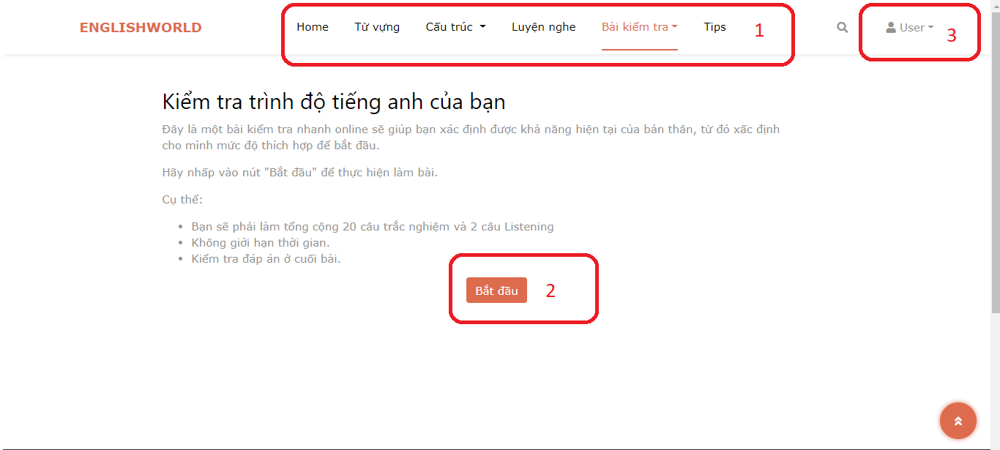 ENGLISHWORLD Home Từ vựng Cấu trúc Luyện nghe Bài kiểm tra Tips 1 User 3
Kiểm tra trình độ tiếng anh của bạn
Đây là một bài kiểm tra nhanh online sẽ giúp bạn xác định được khả năng hiện tại của bản thân, từ đó xấc định
cho mình mức độ thích hợp để bắt đầu.
Hãy nhấp vào nút "Bắt đầu" để thực hiện làm bài.
Cụ thể:
• Bạn sẽ phải làm tổng cộng 20 câu trắc nghiệm và 2 câu Listening
• Không giới hạn thời gian.
• Kiểm tra đáp án ở cuối bài.
Bắt đầu 2